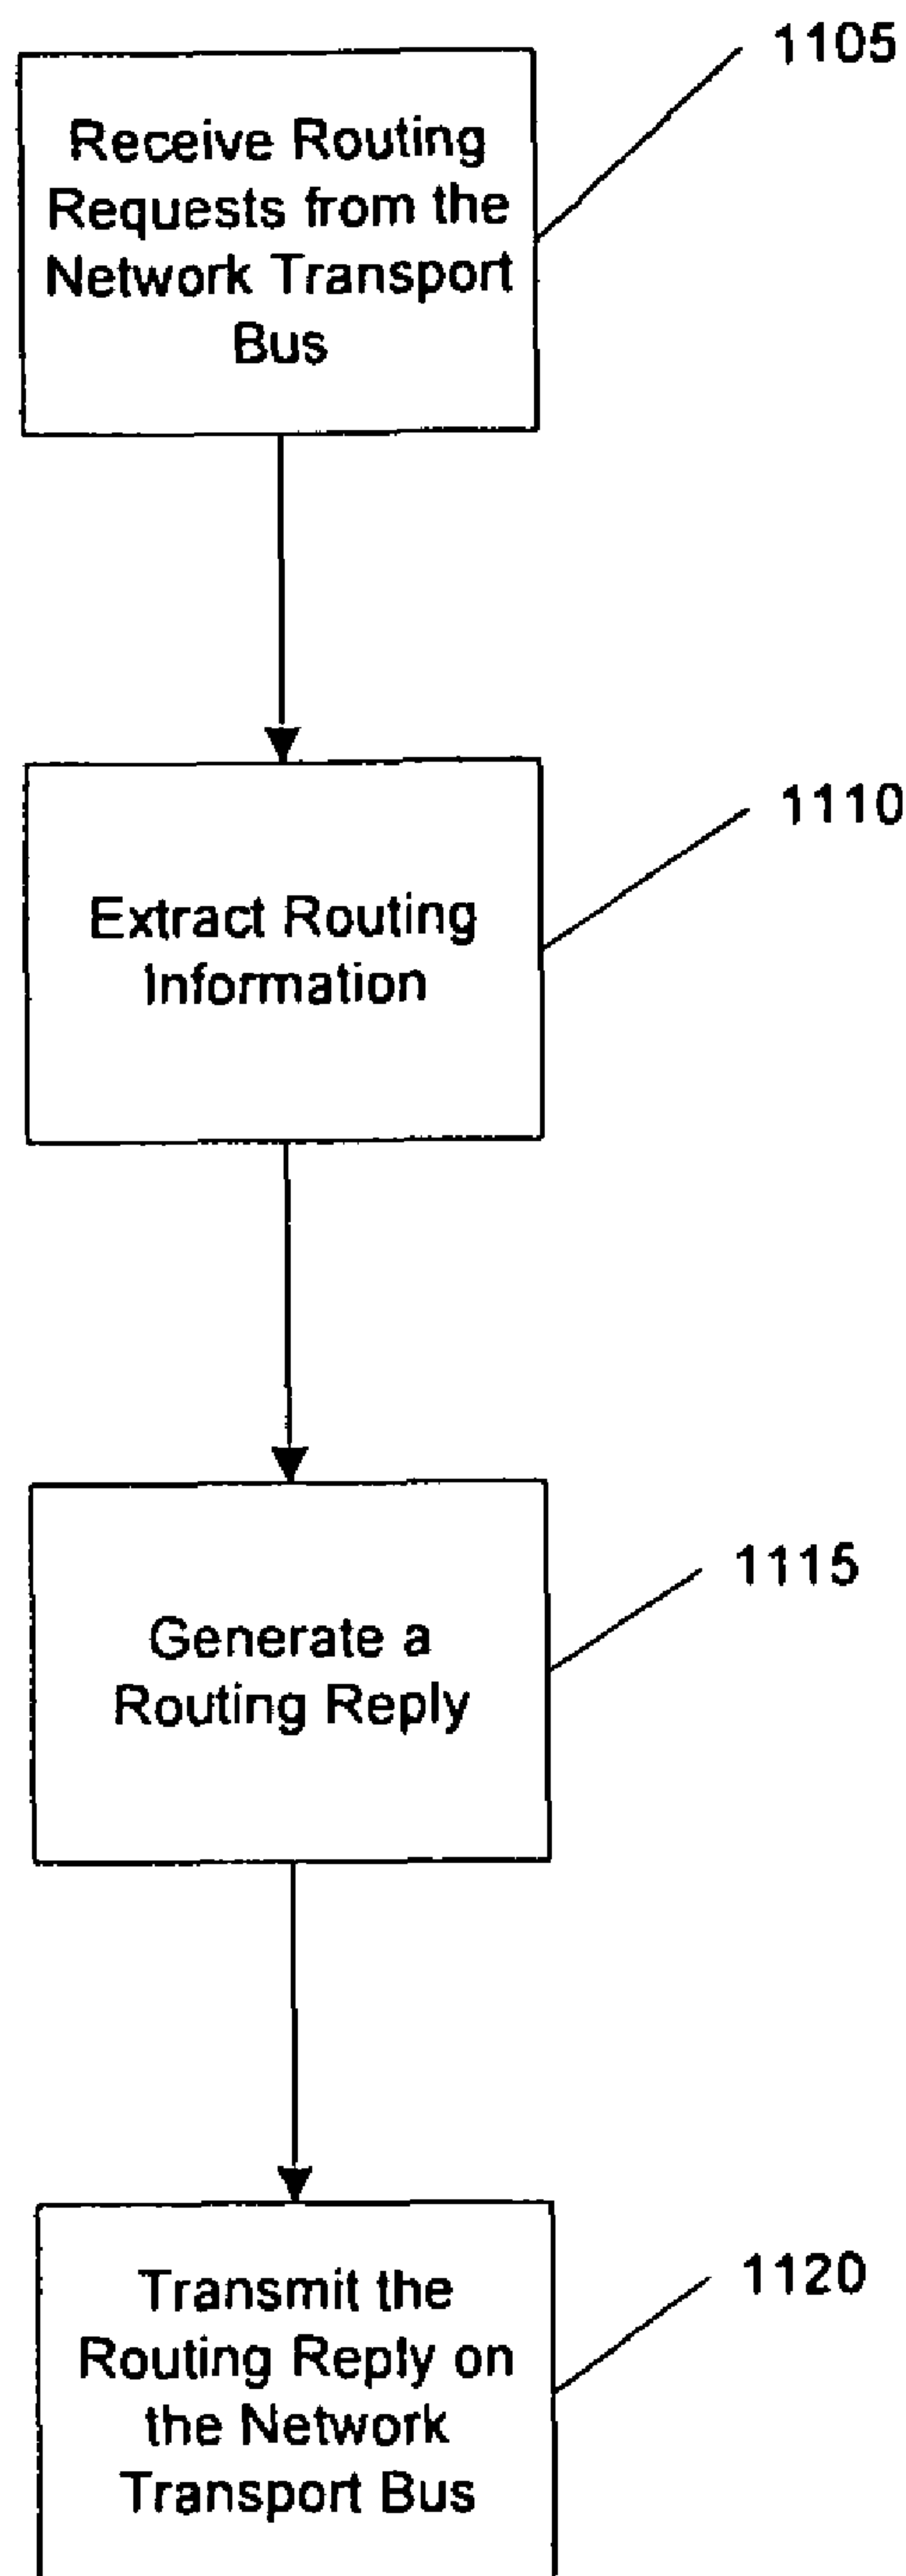 1105
Receive Routing
Requests from the
Network Transport
Bus
1110
Extract Routing
Information
1115
Generate a
Routing Reply
1120
Transmit the
Routing Reply on
the Network
Transport Bus